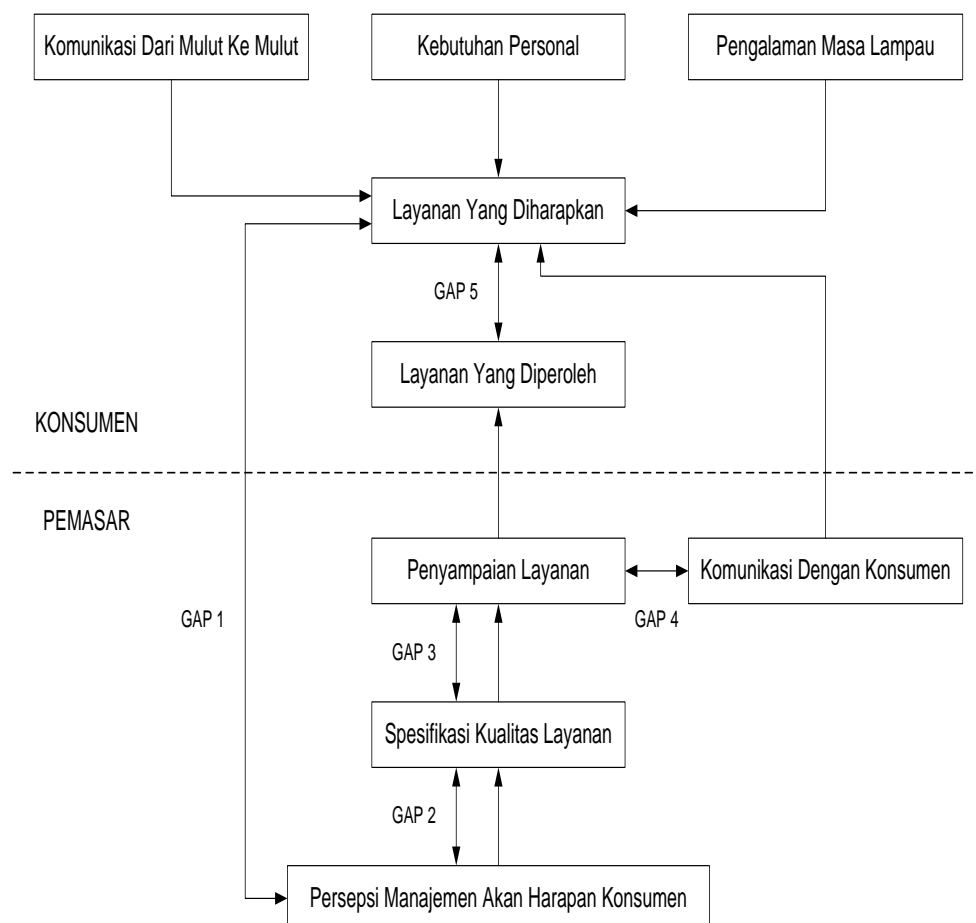 Komunikasi Dari Mulut Ke Mulut
Kebutuhan Personal
Pengalaman Masa Lampau
Layanan Yang Diharapkan
GAP 5
Layanan Yang Diperoleh
KONSUMEN
PEMASAR
Penyampaian Layanan
Komunikasi Dengan Konsumen
GAP 1
GAP 4
GAP 3
Spesifikasi Kualitas Layanan
GAP 2
Persepsi Manajemen Akan Harapan Konsumen